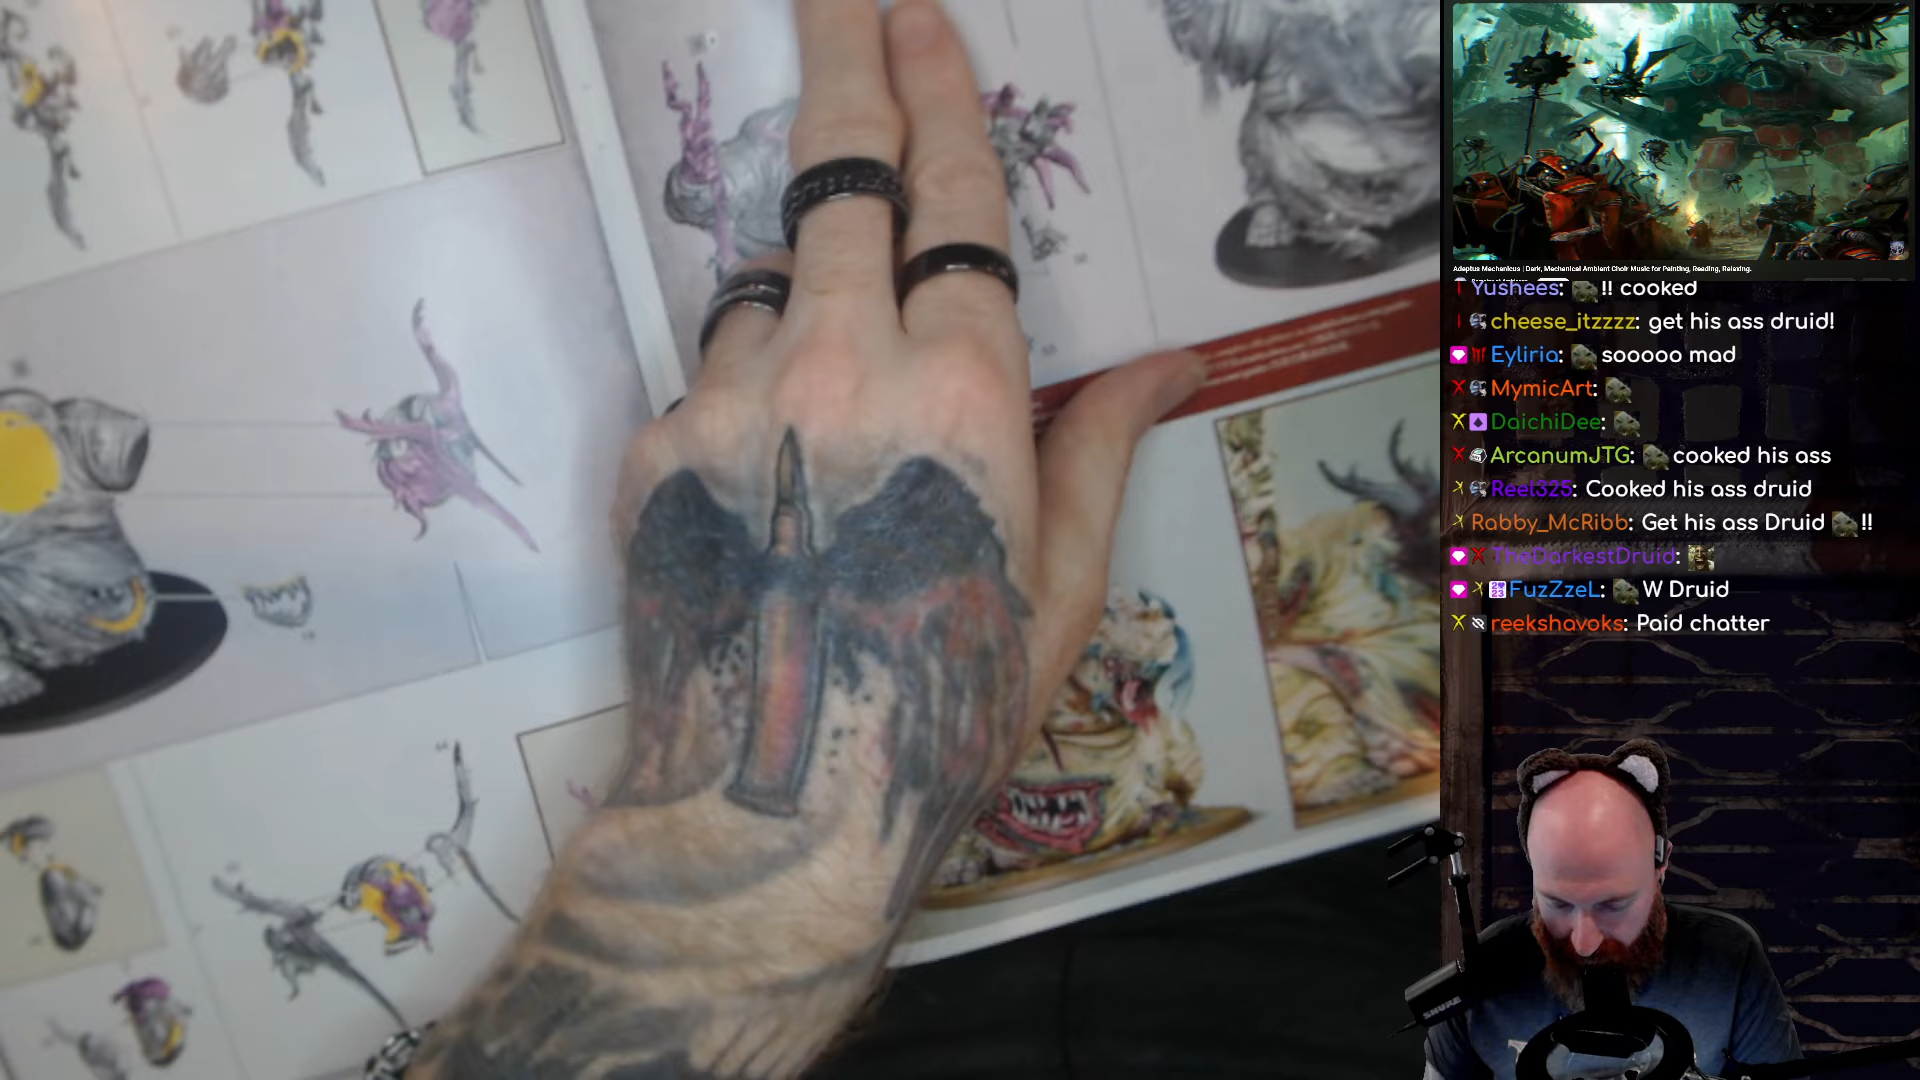 Adeptus Mechanicus | Dark, Mechanical Ambient Choir Music for Painting, Reading, Relaxing.
Yushees: !! cooked
cheese_itzzzz: get his ass druid!
Eyliria: sooooo mad
MymicArt:
DaichiDee:
ArcanumJTG: cooked his ass
Reel325: Cooked his ass druid
Rabby_McRibb: Get his ass Druid !!
TheDarkestDruid:
FuzZzeL: W Druid
reekshavoks: Paid chatter
SHURE